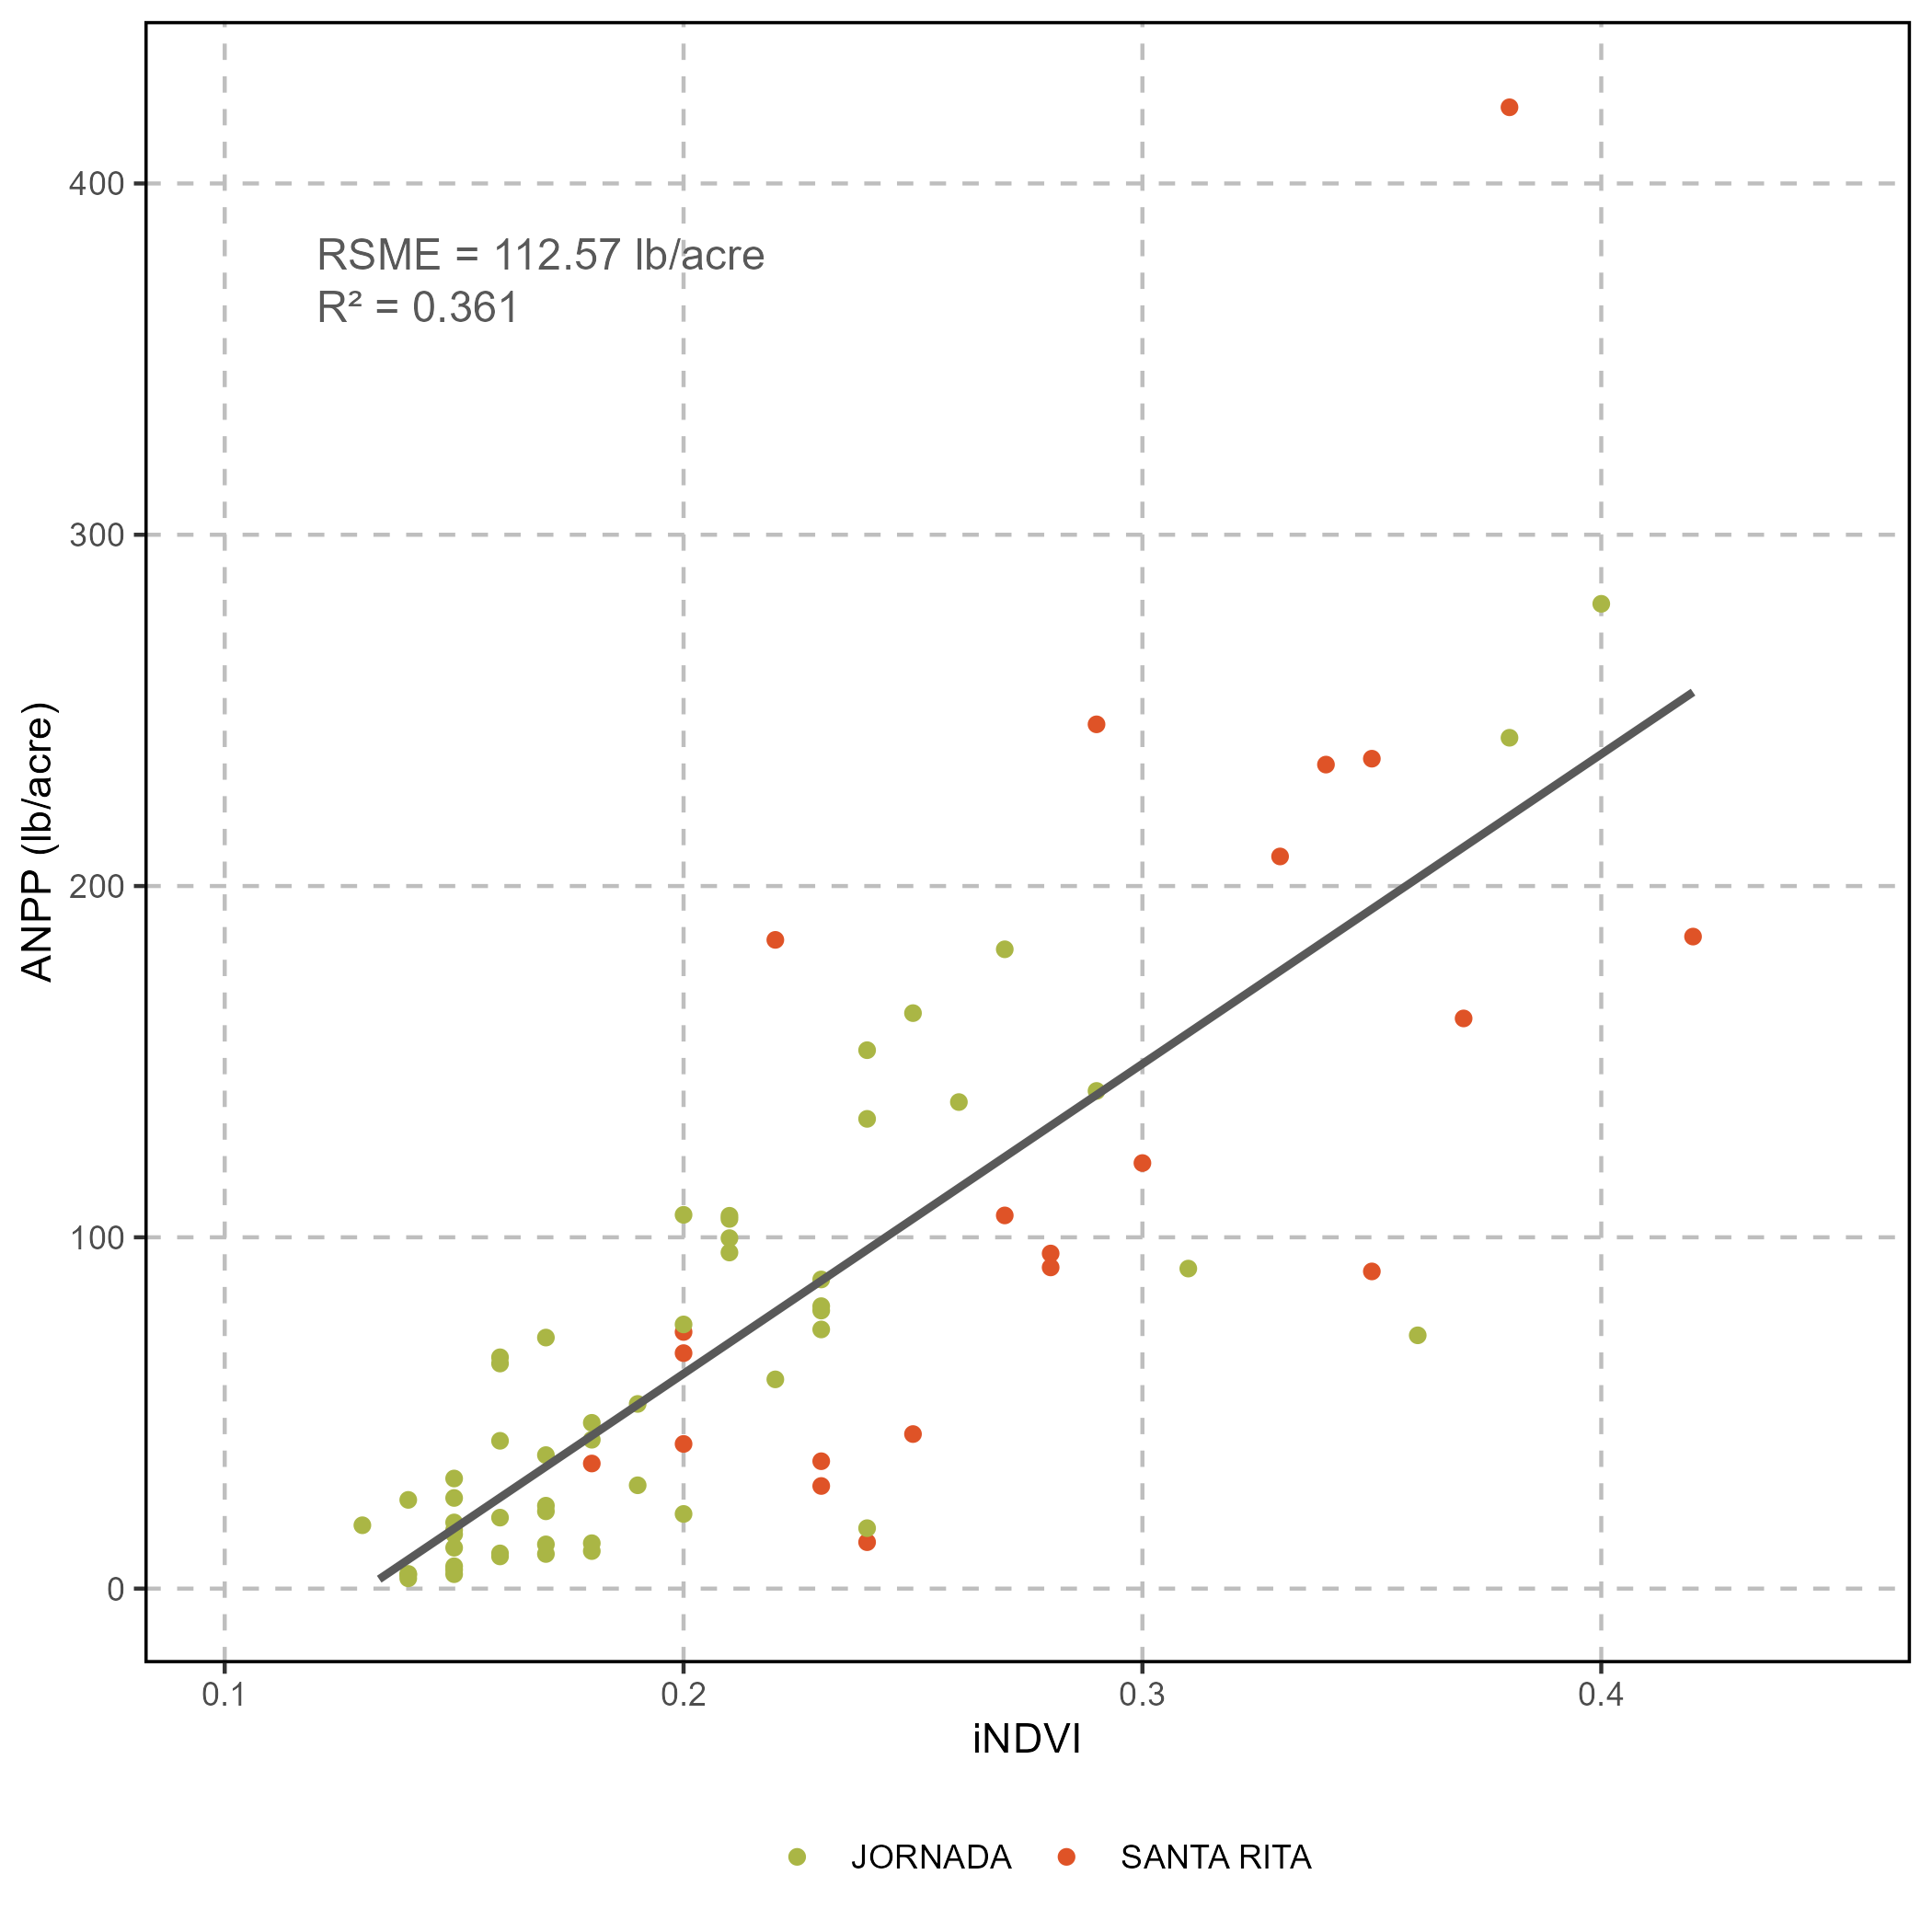 400
RSME = 112.57 lb/acre
R² = 0.361
300
ANPP (lb/acre)
200
100
0
0.1 0.2 0.3 0.4
iNDVI
JORNADA SANTA RITA